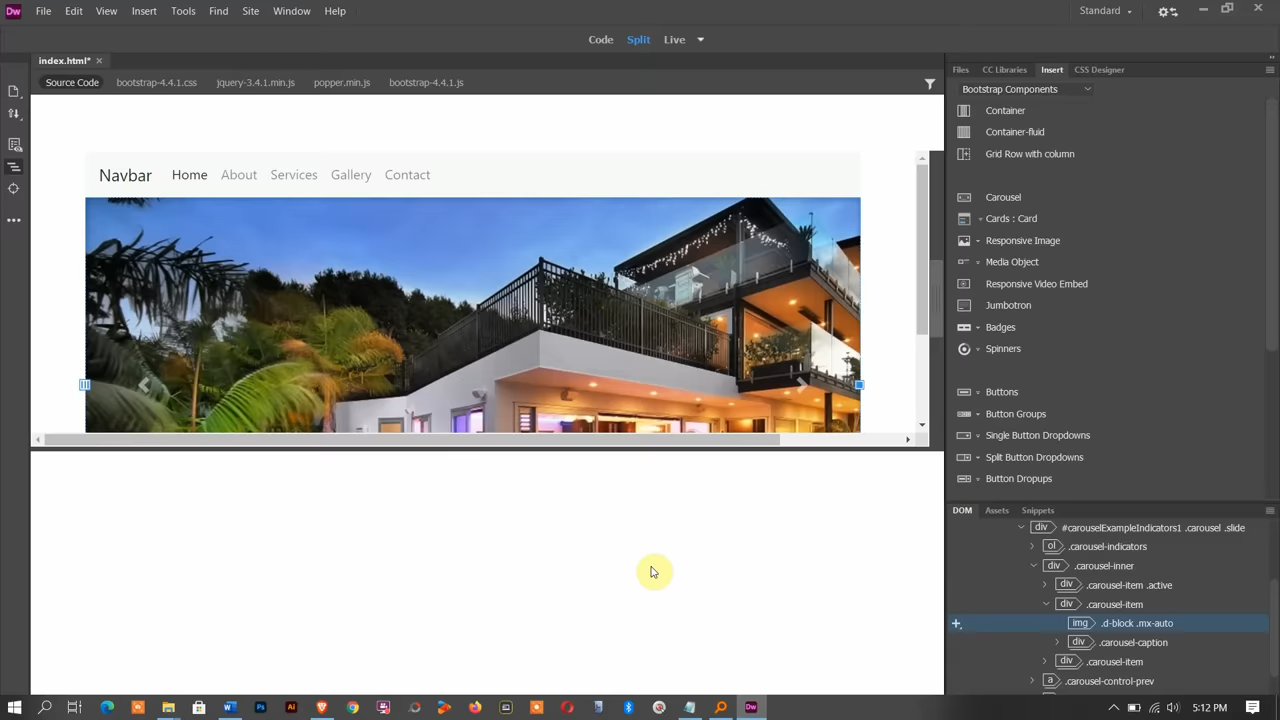 Dw File Edit View Insert Tools Find Site Window Help Standard
Code Split Live
index.html*
Source Code bootstrap-4.4.1.css jquery-3.4.1.min.js popper.min.js bootstrap-4.4.1.js
Navbar Home About Services Gallery Contact
Files CC Libraries Insert CSS Designer
Bootstrap Components
Container
Container-fluid
Grid Row with column
Carousel
Cards : Card
Responsive Image
Media Object
Responsive Video Embed
Jumbotron
Badges
Spinners
Buttons
Button Groups
Single Button Dropdowns
Split Button Dropdowns
Button Dropups
DOM Assets Snippets
div #carouselExampleIndicators1 .carousel .slide
ol .carousel-indicators
div .carousel-inner
div .carousel-item .active
div .carousel-item
img .d-block .mx-auto
div .carousel-caption
div .carousel-item
a .carousel-control-prev
Ps Ai Dw 5:12 PM